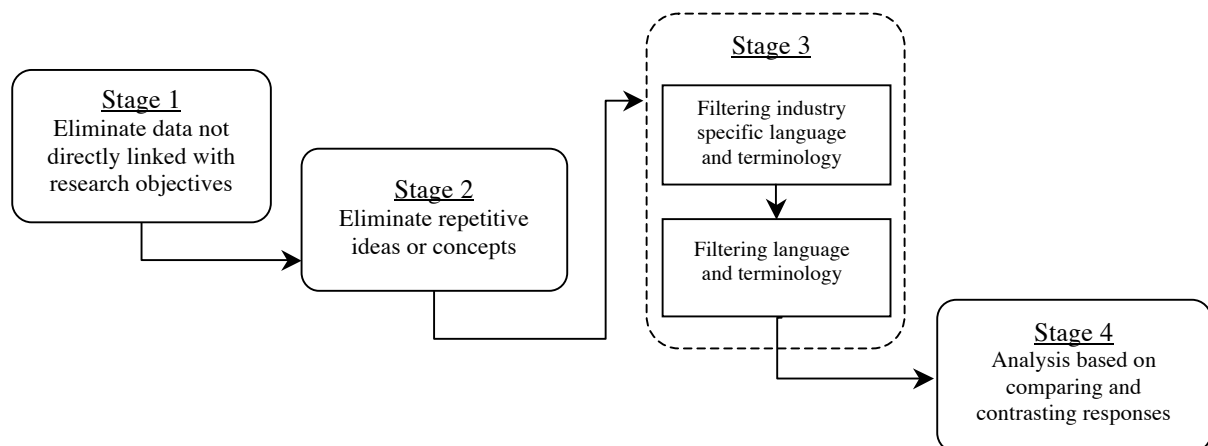 Stage 1
Eliminate data not
directly linked with
research objectives
Stage 2
Eliminate repetitive
ideas or concepts
Stage 3
Filtering industry
specific language
and terminology
Filtering language
and terminology
Stage 4
Analysis based on
comparing and
contrasting responses